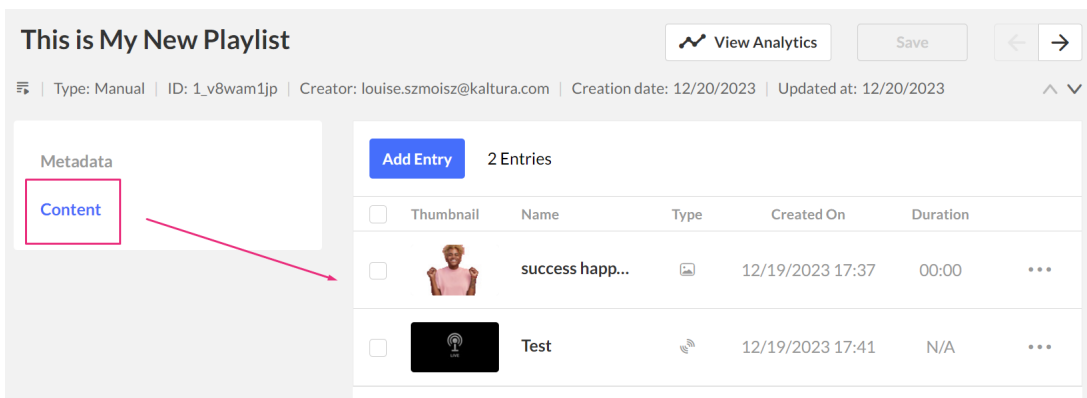 This is My New Playlist
View Analytics
Save
Type: Manual | ID: 1_v8wam1jp | Creator: louise.szmoisz@kaltura.com | Creation date: 12/20/2023 | Updated at: 12/20/2023
Metadata
Content
Add Entry 2 Entries
Thumbnail Name Type Created On Duration
success happ... 12/19/2023 17:37 00:00
LIVE
Test 12/19/2023 17:41 N/A